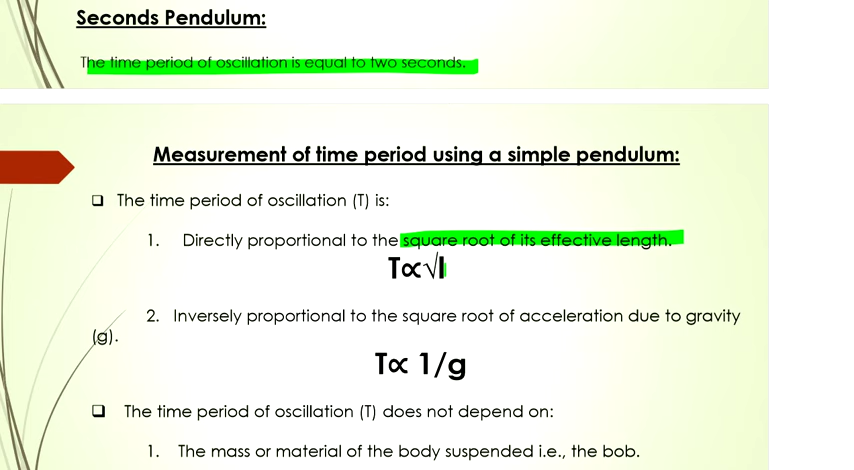 Seconds Pendulum:
The time period of oscillation is equal to two seconds.
Measurement of time period using a simple pendulum:
❑ The time period of oscillation (T) is:
1. Directly proportional to the square root of its effective length.
T∝√l
2. Inversely proportional to the square root of acceleration due to gravity
(g).
T∝ 1/g
❑ The time period of oscillation (T) does not depend on:
1. The mass or material of the body suspended i.e., the bob.